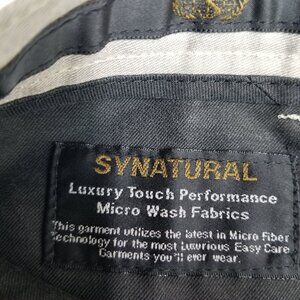 SYNATURAL
Luxury Touch Performance
Micro Wash Fabrics
This garment utilizes the latest in Micro Fiber
Technology for the most Luxurious Easy Care
Garments you'll ever wear.